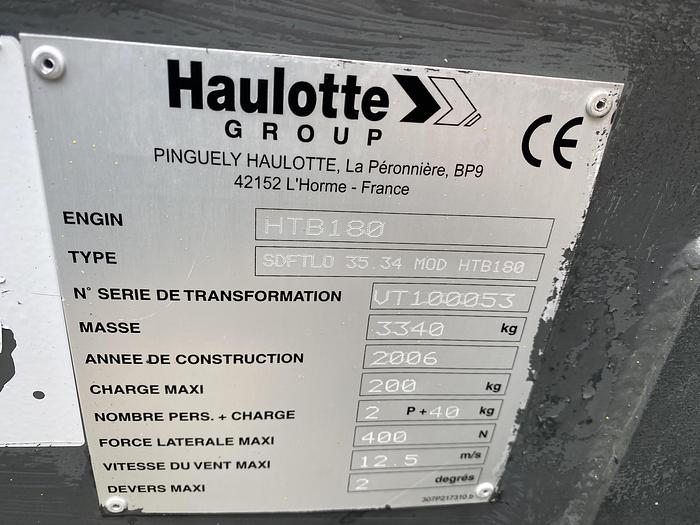 Haulotte
GROUP
CE
PINGUELY HAULOTTE, La Péronnière, BP9
42152 L'Horme - France
ENGIN HTB180
TYPE SDFTLO 35.34 MOD HTB180
N° SERIE DE TRANSFORMATION VT100053
MASSE 3340 kg
ANNEE DE CONSTRUCTION 2006
CHARGE MAXI 200 kg
NOMBRE PERS. + CHARGE 2 P + 40 kg
FORCE LATERALE MAXI 400 N
VITESSE DU VENT MAXI 12.5 m/s
DEVERS MAXI 2 degrés
307P217310.b